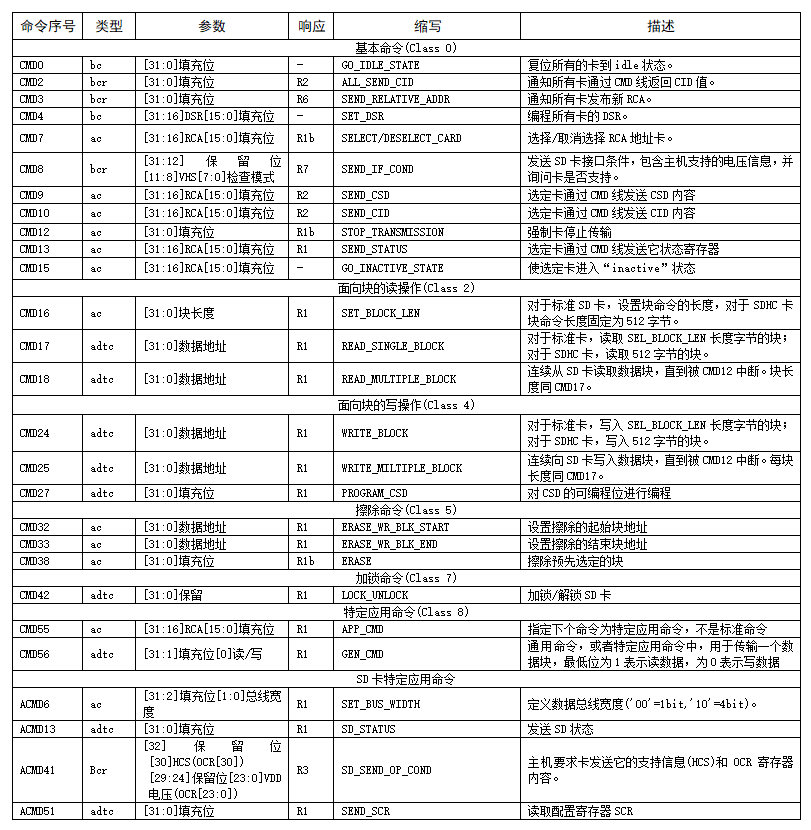 命令序号 类型 参数 响应 缩写 描述
基本命令(Class 0)
CMD0 bc [31:0]填充位 - GO_IDLE_STATE 复位所有的卡到 idle 状态。
CMD2 bcr [31:0]填充位 R2 ALL_SEND_CID 通知所有卡通过 CMD 线返回 CID 值。
CMD3 bcr [31:0]填充位 R6 SEND_RELATIVE_ADDR 通知所有卡发布新 RCA。
CMD4 bc [31:16]DSR[15:0]填充位 - SET_DSR 编程所有卡的 DSR。
CMD7 ac [31:16]RCA[15:0]填充位 R1b SELECT/DESELECT_CARD 选择/取消选择 RCA 地址卡。
CMD8 bcr [31:12] 保留位 [11:8]VHS[7:0]检查模式 R7 SEND_IF_COND 发送 SD 卡接口条件，包含主机支持的电压信息，并
询问卡是否支持。
CMD9 ac [31:16]RCA[15:0]填充位 R2 SEND_CSD 选定卡通过 CMD 线发送 CSD 内容
CMD10 ac [31:16]RCA[15:0]填充位 R2 SEND_CID 选定卡通过 CMD 线发送 CID 内容
CMD12 ac [31:0]填充位 R1b STOP_TRANSMISSION 强制卡停止传输
CMD13 ac [31:16]RCA[15:0]填充位 R1 SEND_STATUS 选定卡通过 CMD 线发送它状态寄存器
CMD15 ac [31:16]RCA[15:0]填充位 - GO_INACTIVE_STATE 使选定卡进入“inactive”状态
面向块的读操作(Class 2)
CMD16 ac [31:0]块长度 R1 SET_BLOCK_LEN 对于标准 SD 卡，设置块命令的长度，对于 SDHC 卡
块命令长度固定为 512 字节。
CMD17 adtc [31:0]数据地址 R1 READ_SINGLE_BLOCK 对于标准卡，读取 SEL_BLOCK_LEN 长度字节的块；
对于 SDHC 卡，读取 512 字节的块。
CMD18 adtc [31:0]数据地址 R1 READ_MULTIPLE_BLOCK 连续从 SD 卡读取数据块，直到被 CMD12 中断。块长
度同 CMD17。
面向块的写操作(Class 4)
CMD24 adtc [31:0]数据地址 R1 WRITE_BLOCK 对于标准卡，写入 SEL_BLOCK_LEN 长度字节的块；
对于 SDHC 卡，写入 512 字节的块。
CMD25 adtc [31:0]数据地址 R1 WRITE_MILTIPLE_BLOCK 连续向 SD 卡写入数据块，直到被 CMD12 中断。每块
长度同 CMD17。
CMD27 adtc [31:0]填充位 R1 PROGRAM_CSD 对 CSD 的可编程位进行编程
擦除命令(Class 5)
CMD32 ac [31:0]数据地址 R1 ERASE_WR_BLK_START 设置擦除的起始块地址
CMD33 ac [31:0]数据地址 R1 ERASE_WR_BLK_END 设置擦除的结束块地址
CMD38 ac [31:0]填充位 R1b ERASE 擦除预先选定的块
加锁命令(Class 7)
CMD42 adtc [31:0]保留 R1 LOCK_UNLOCK 加锁/解锁 SD 卡
特定应用命令(Class 8)
CMD55 ac [31:16]RCA[15:0]填充位 R1 APP_CMD 指定下个命令为特定应用命令，不是标准命令
CMD56 adtc [31:1]填充位[0]读/写 R1 GEN_CMD 通用命令，或者特定应用命令中，用于传输一个数
据块，最低位为 1 表示读数据，为 0 表示写数据
SD 卡特定应用命令
ACMD6 ac [31:2]填充位[1:0]总线宽度 R1 SET_BUS_WIDTH 定义数据总线宽度('00'=1bit,'10'=4bit)。
ACMD13 adtc [31:0]填充位 R1 SD_STATUS 发送 SD 状态
ACMD41 Bcr [32] 保留位
[30]HCS(OCR[30])
[29:24]保留位[23:0]VDD
电压(OCR[23:0]) R3 SD_SEND_OP_COND 主机要求卡发送它的支持信息(HCS)和 OCR 寄存器
内容。
ACMD51 adtc [31:0]填充位 R1 SEND_SCR 读取配置寄存器 SCR